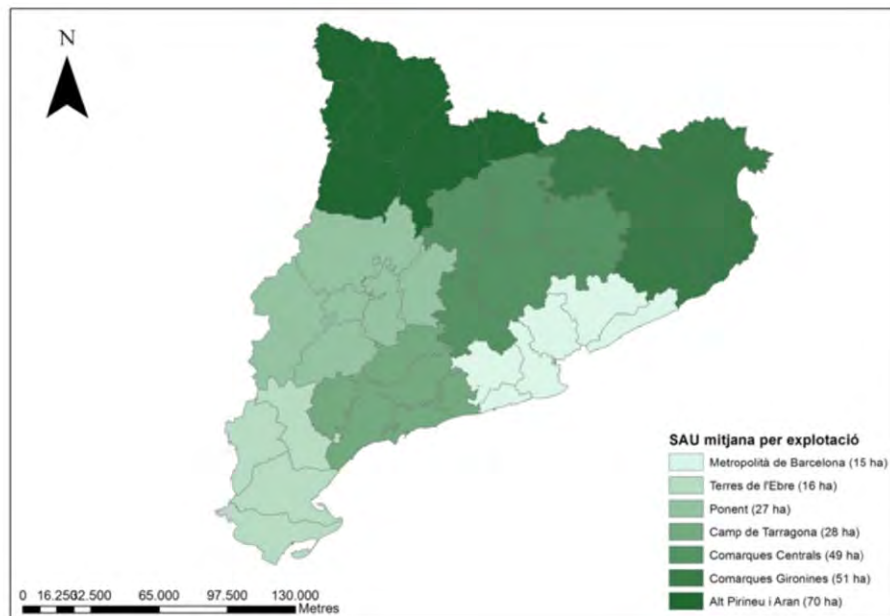 N
SAU mitjana per explotació
Metropolità de Barcelona (15 ha)
Terres de l'Ebre (16 ha)
Ponent (27 ha)
Camp de Tarragona (28 ha)
Comarques Centrals (49 ha)
Comarques Gironines (51 ha)
Alt Pirineu i Aran (70 ha)
0 16.250 32.500 65.000 97.500 130.000
Metres